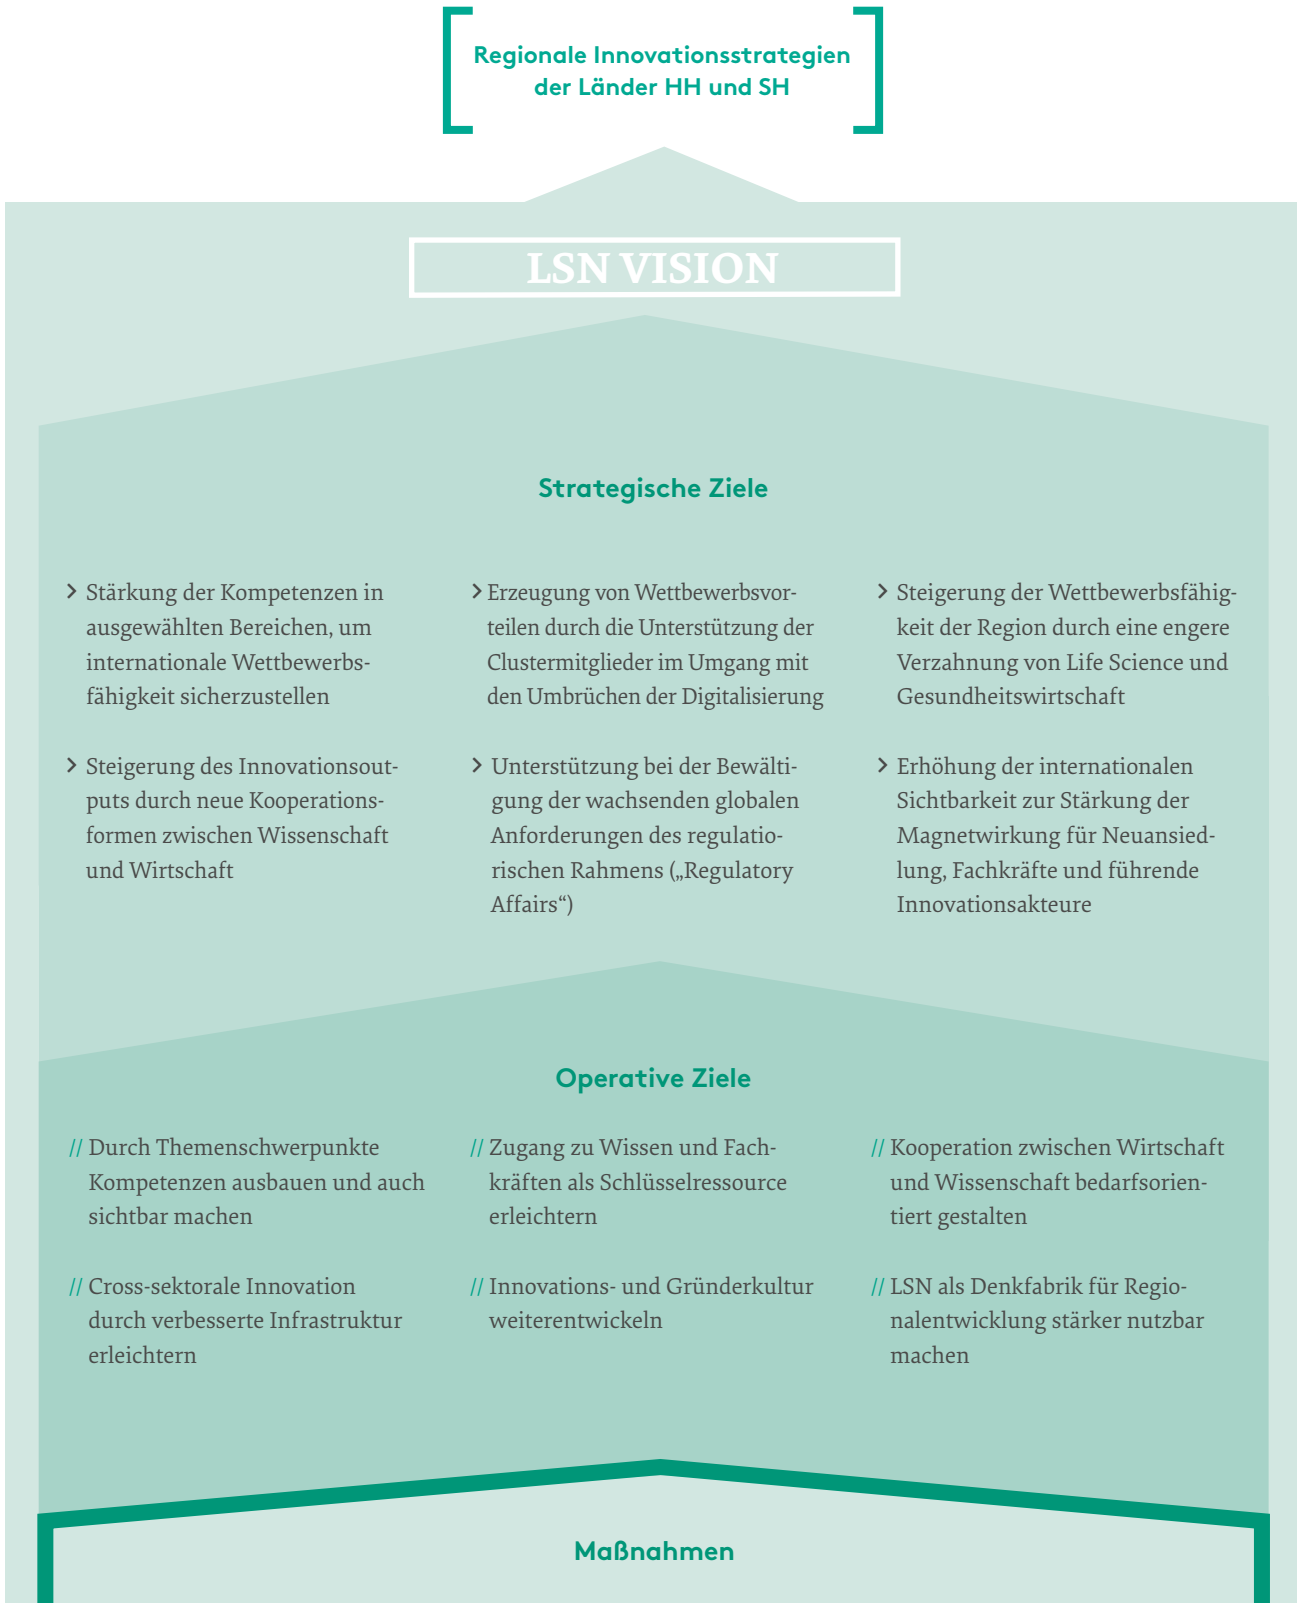 Regionale Innovationsstrategien
der Länder HH und SH
LSN VISION
Strategische Ziele
> Stärkung der Kompetenzen in
ausgewählten Bereichen, um
internationale Wettbewerbs-
fähigkeit sicherzustellen
> Steigerung des Innovationsout-
puts durch neue Kooperations-
formen zwischen Wissenschaft
und Wirtschaft
> Erzeugung von Wettbewerbsvor-
teilen durch die Unterstützung der
Clustermitglieder im Umgang mit
den Umbrüchen der Digitalisierung
> Unterstützung bei der Bewälti-
gung der wachsenden globalen
Anforderungen des regulato-
rischen Rahmens („Regulatory
Affairs“)
> Steigerung der Wettbewerbsfähig-
keit der Region durch eine engere
Verzahnung von Life Science und
Gesundheitswirtschaft
> Erhöhung der internationalen
Sichtbarkeit zur Stärkung der
Magnetwirkung für Neuansied-
lung, Fachkräfte und führende
Innovationsakteure
Operative Ziele
// Durch Themenschwerpunkte
Kompetenzen ausbauen und auch
sichtbar machen
// Cross-sektorale Innovation
durch verbesserte Infrastruktur
erleichtern
// Zugang zu Wissen und Fach-
kräften als Schlüsselressource
erleichtern
// Innovations- und Gründerkultur
weiterentwickeln
// Kooperation zwischen Wirtschaft
und Wissenschaft bedarfsorien-
tiert gestalten
// LSN als Denkfabrik für Regio-
nalentwicklung stärker nutzbar
machen
Maßnahmen